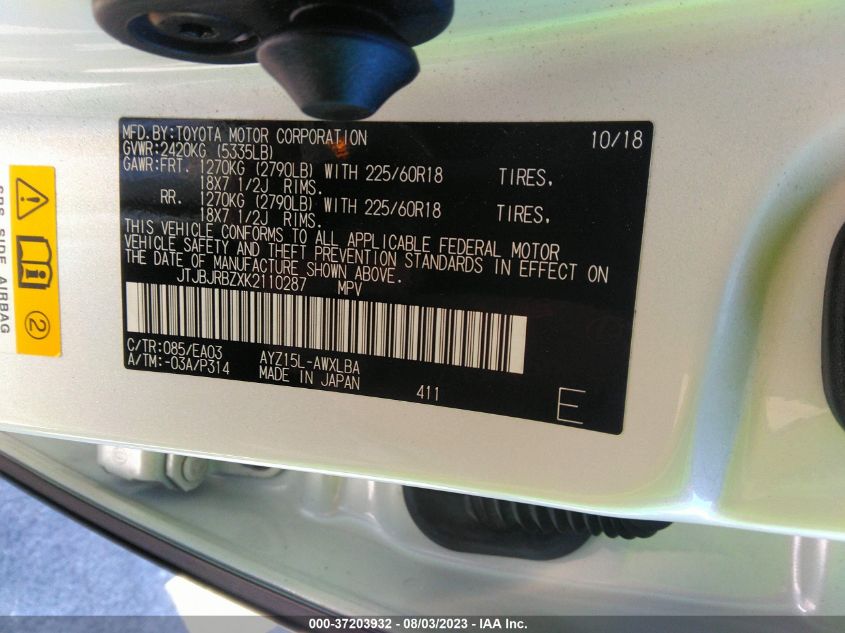 MFD.BY:TOYOTA MOTOR CORPORATION 10/18
GVWR:2420KG (5335LB)
GAWR:FRT. 1270KG (2790LB) WITH 225/60R18 TIRES,
18X7 1/2J RIMS.
RR. 1270KG (2790LB) WITH 225/60R18 TIRES,
18X7 1/2J RIMS.
THIS VEHICLE CONFORMS TO ALL APPLICABLE FEDERAL MOTOR
VEHICLE SAFETY AND THEFT PREVENTION STANDARDS IN EFFECT ON
THE DATE OF MANUFACTURE SHOWN ABOVE.
JTJBJRBZXK2110287 MPV
C/TR:085/EA03 AYZ15L-AWXLBA
A/TM:-03A/P314 MADE IN JAPAN 411
E
SRS SIDE AIRBAG
2
000-37203932 - 08/03/2023 - IAA Inc.